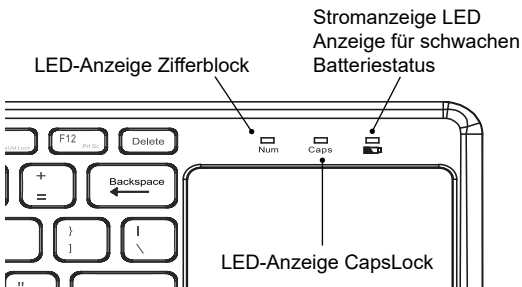 Stromanzeige LED
Anzeige für schwachen
Batteriestatus
LED-Anzeige Zifferblock
NumLock
F12
Prt Sc
Delete
Num
Caps
+
=
Backspace
}
]
|
\
"
LED-Anzeige CapsLock